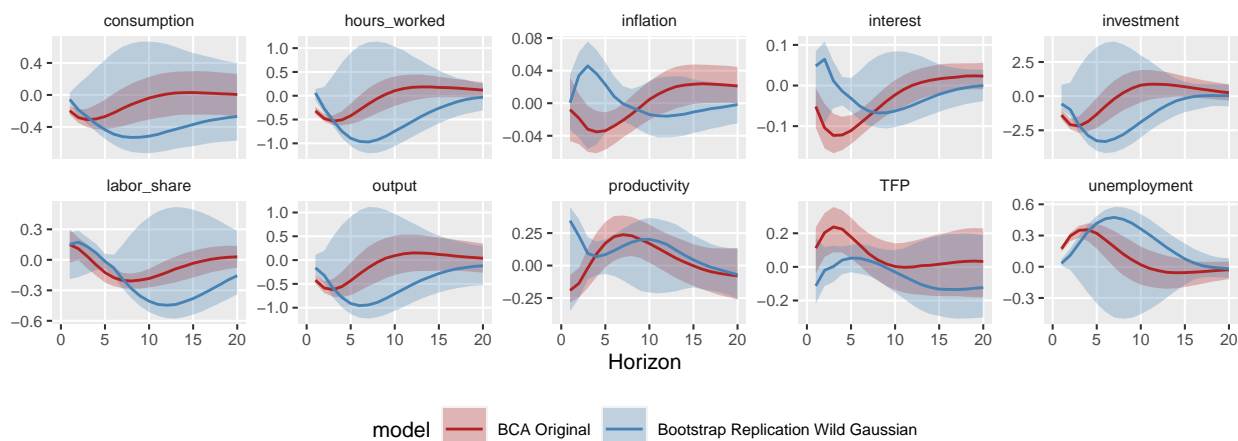 consumption hours_worked inflation interest investment
0.4 1.0 0.08 0.1 2.5
0.5 0.04
0.0 0.0 0.00 0.0 0.0
−0.4 −0.5 −0.04 −0.1 −2.5
−1.0
labor_share output productivity TFP unemployment
0.3 1.0 0.25 0.2 0.6
0.5 0.3
0.0 0.0 0.00 0.0 0.0
−0.3 −0.5 −0.25 −0.2 −0.3
−0.6 −1.0
0 5 10 15 20 0 5 10 15 20 0 5 10 15 20 0 5 10 15 20 0 5 10 15 20
Horizon
model BCA Original Bootstrap Replication Wild Gaussian